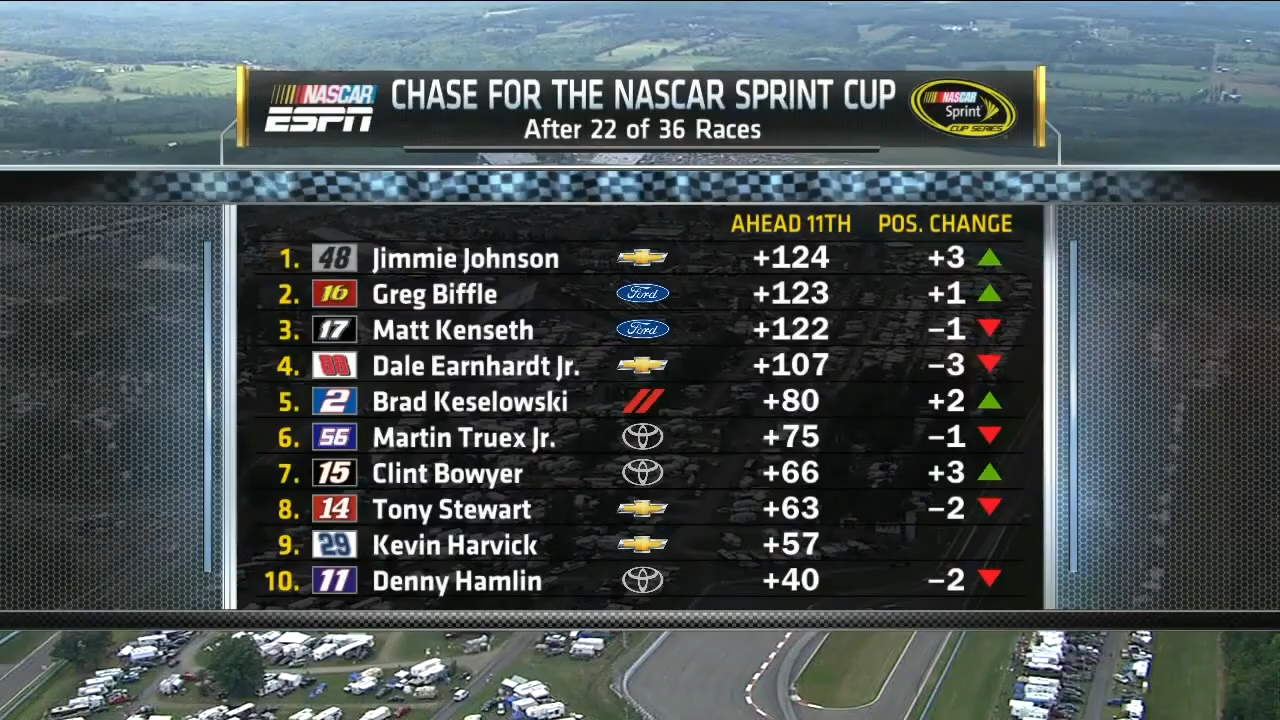 NASCAR
ESPN
CHASE FOR THE NASCAR SPRINT CUP
After 22 of 36 Races
NASCAR
Sprint
CUP SERIES
AHEAD 11TH POS. CHANGE
1. 48 Jimmie Johnson +124 +3
2. 16 Greg Biffle Ford +123 +1
3. 17 Matt Kenseth Ford +122 –1
4. 88 Dale Earnhardt Jr. +107 –3
5. 2 Brad Keselowski +80 +2
6. 56 Martin Truex Jr. +75 –1
7. 15 Clint Bowyer +66 +3
8. 14 Tony Stewart +63 –2
9. 29 Kevin Harvick +57
10. 11 Denny Hamlin +40 –2